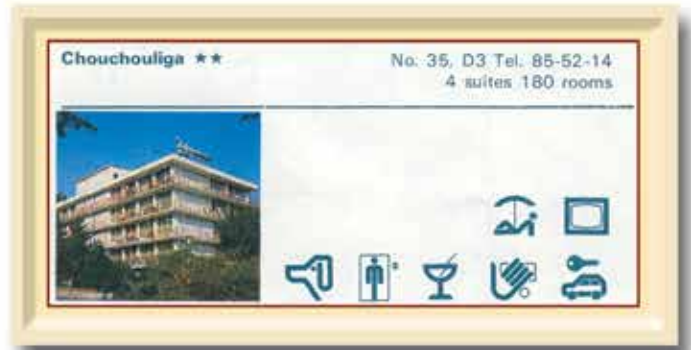 Chouchouliga ★★
No. 35, D3 Tel. 85-52-14
4 suites 180 rooms